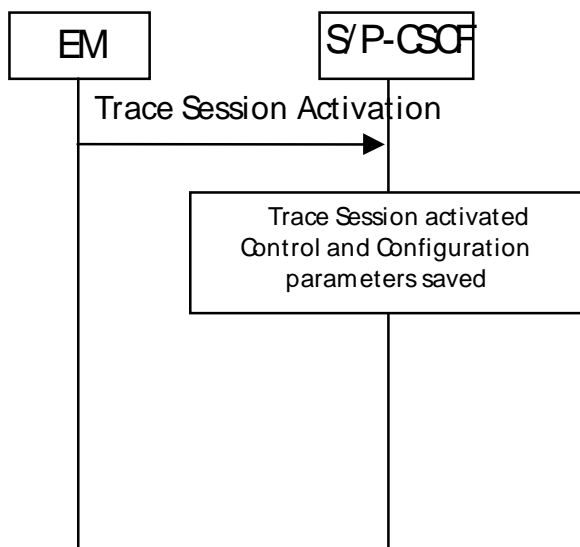 EM
S/P-CSCF
Trace Session Activation
Trace Session activated
Control and Configuration
parameters saved